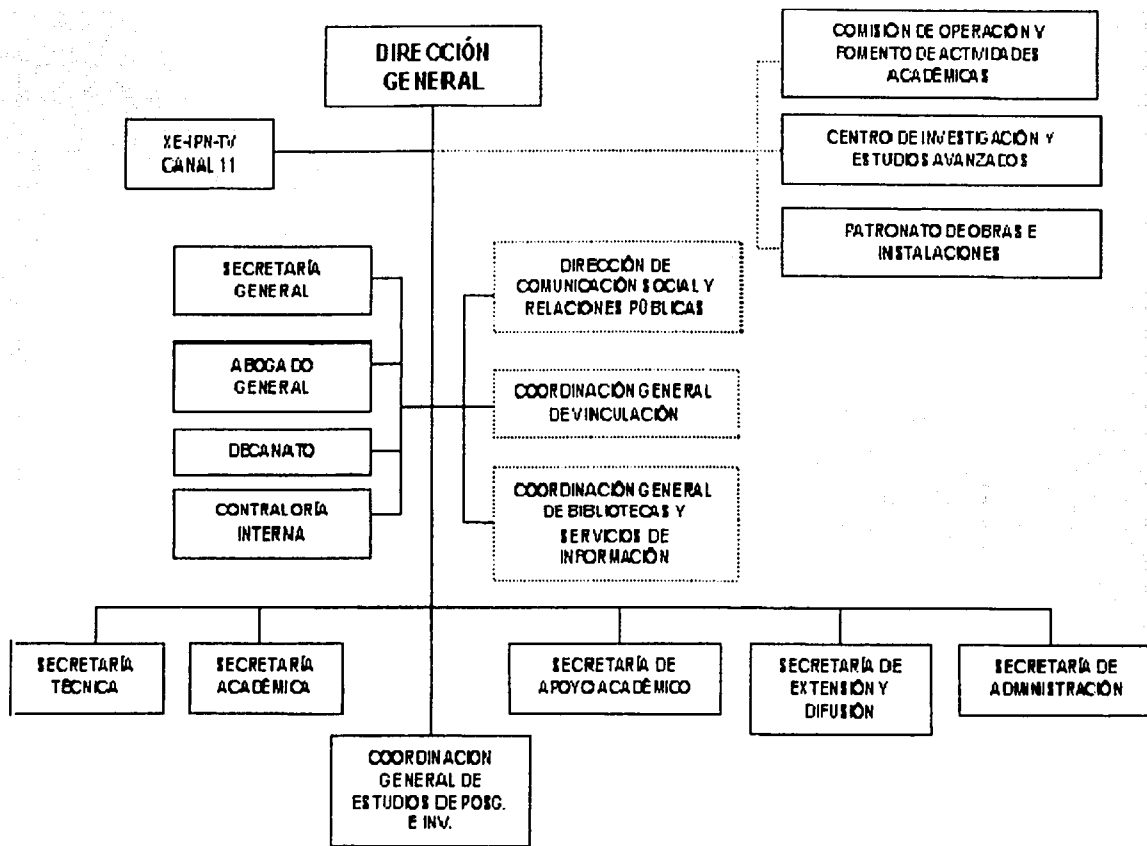 DIRECCIÓN
GENERAL
COMISIÓN DE OPERACIÓN Y
FOMENTO DE ACTIVIDADES
ACADÉMICAS
XE-IPN-TV
CANAL 11
CENTRO DE INVESTIGACIÓN Y
ESTUDIOS AVANZADOS
PATRONATO DE OBRAS E
INSTALACIONES
SECRETARÍA
GENERAL
DIRECCIÓN DE
COMUNICACIÓN SOCIAL Y
RELACIONES PÚBLICAS
ABOGADO
GENERAL
COORDINACIÓN GENERAL
DE VINCULACIÓN
DECANATO
CONTRALORÍA
INTERNA
COORDINACIÓN GENERAL
DE BIBLIOTECAS Y
SERVICIOS DE
INFORMACIÓN
SECRETARÍA
TÉCNICA
SECRETARÍA
ACADÉMICA
SECRETARÍA DE
APOYO ACADÉMICO
SECRETARÍA DE
EXTENSIÓN Y
DIFUSIÓN
SECRETARÍA DE
ADMINISTRACIÓN
COORDINACION
GENERAL DE
ESTUDIOS DE POSG.
E INV.